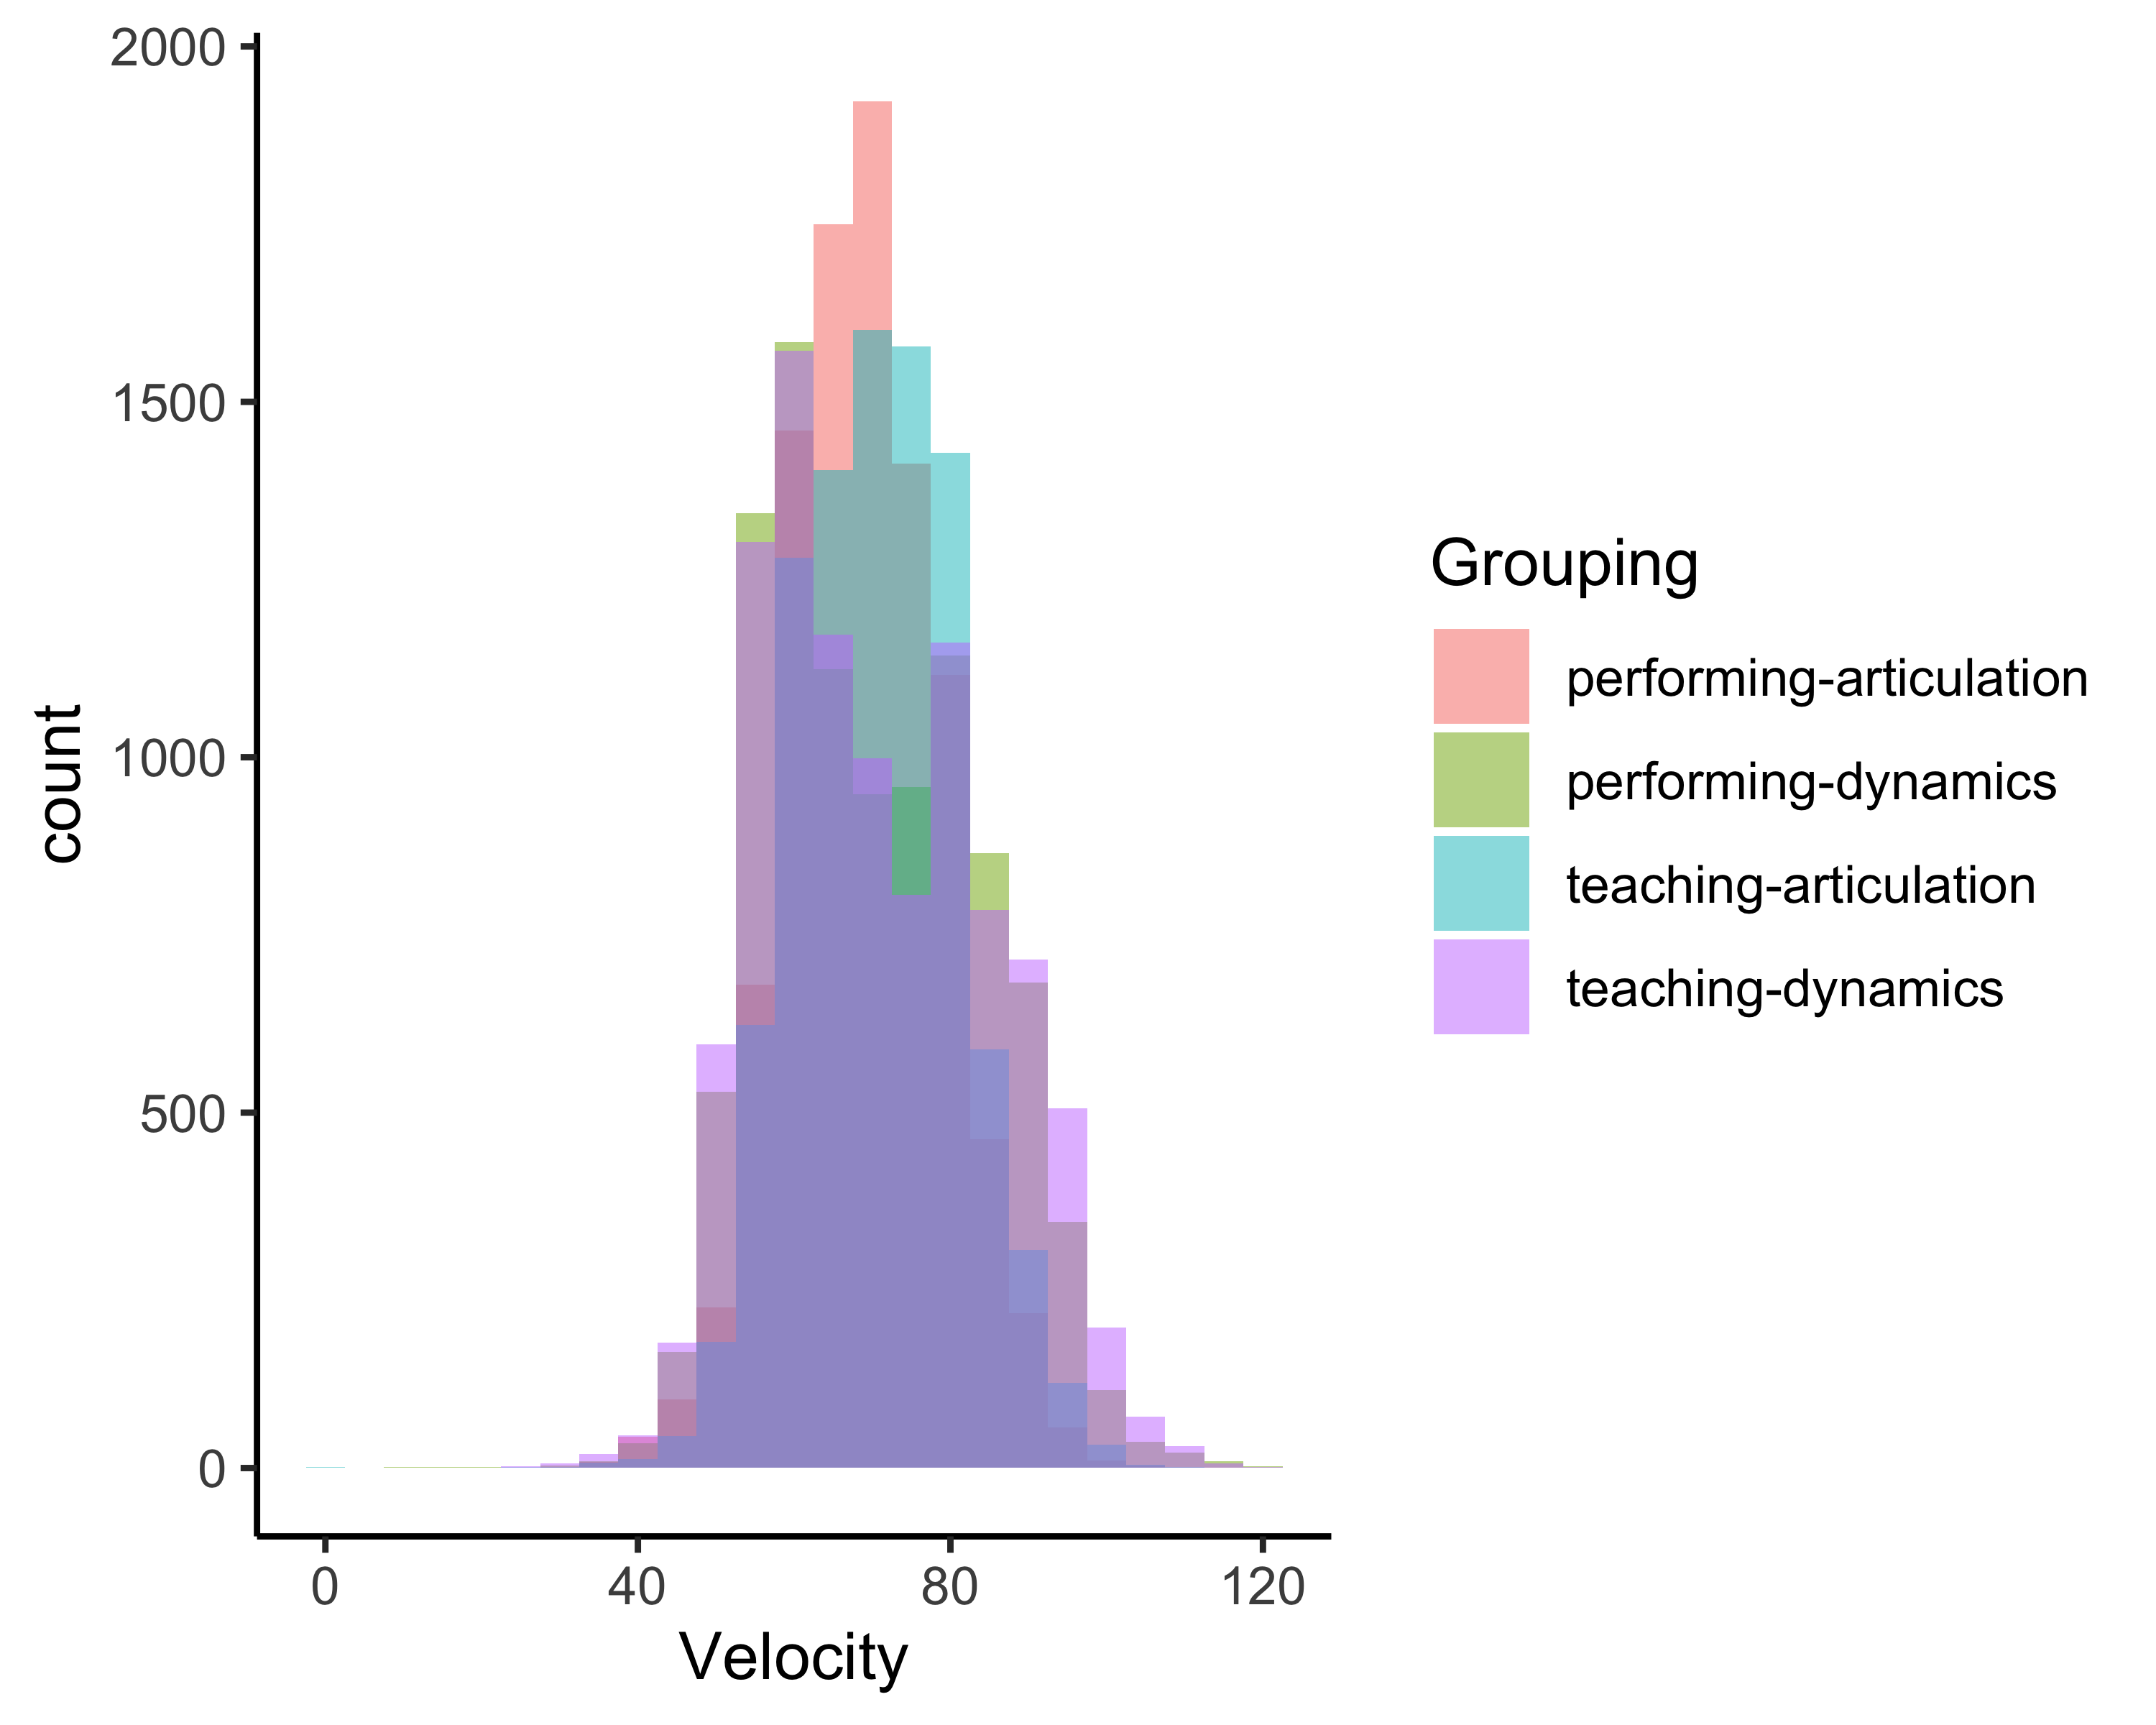 2000
1500
1000
500
0
count
0 40 80 120
Velocity
Grouping
performing-articulation
performing-dynamics
teaching-articulation
teaching-dynamics